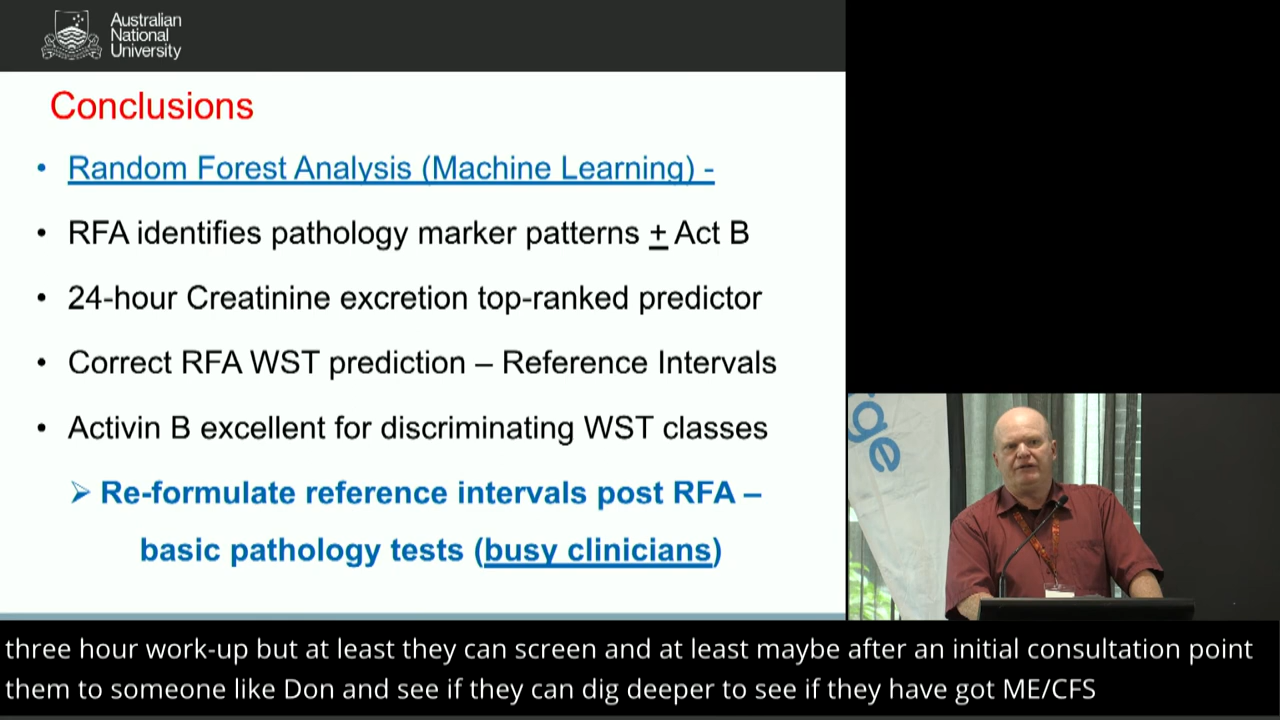 Australian
National
University
Conclusions
• Random Forest Analysis (Machine Learning) -
• RFA identifies pathology marker patterns ± Act B
• 24-hour Creatinine excretion top-ranked predictor
• Correct RFA WST prediction – Reference Intervals
• Activin B excellent for discriminating WST classes
➢ Re-formulate reference intervals post RFA –
basic pathology tests (busy clinicians)
rge
three hour work-up but at least they can screen and at least maybe after an initial consultation point
them to someone like Don and see if they can dig deeper to see if they have got ME/CFS